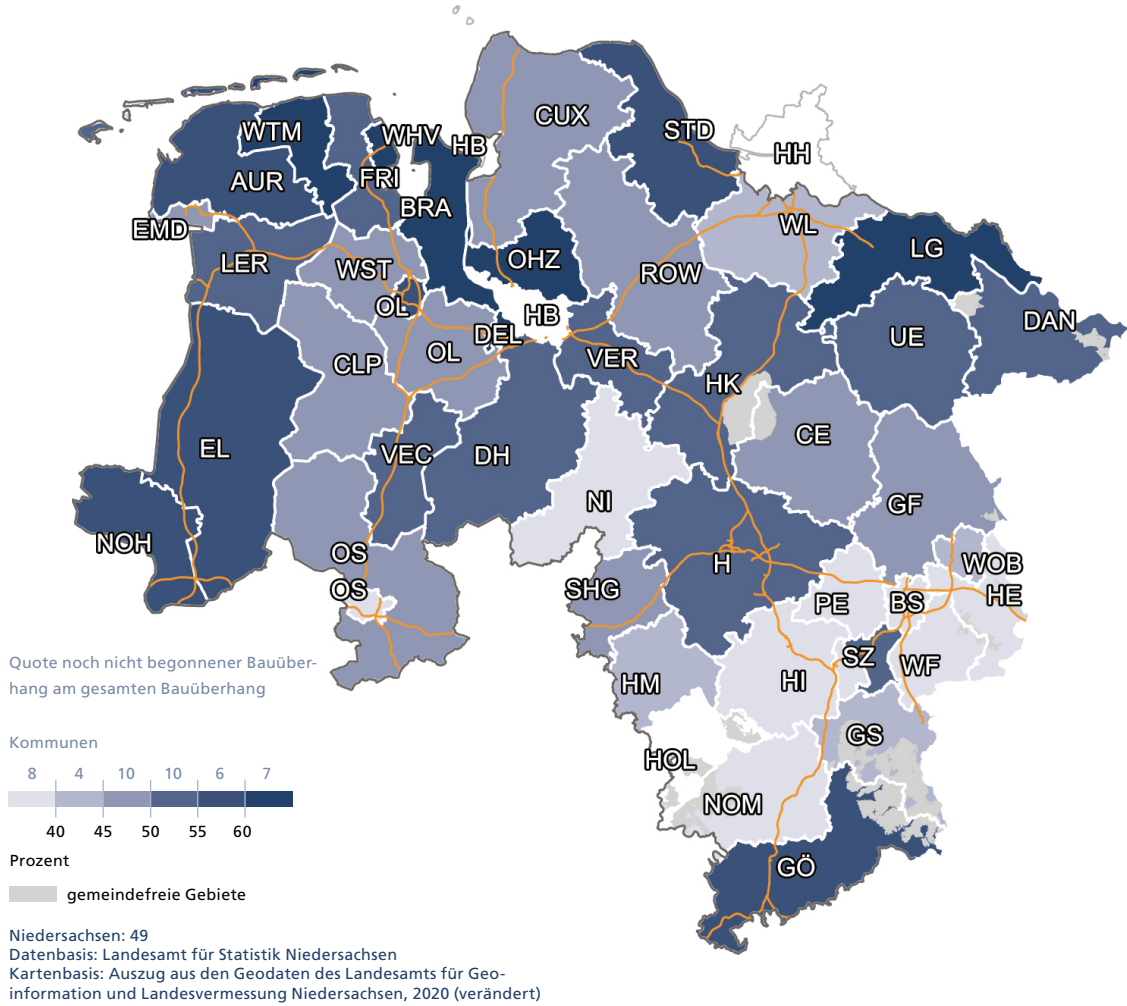 CUX
STD
HH
WTM
WHV
HB
FRI
AUR
BRA
EMD
WL
LG
LER
WST
OHZ
ROW
OL
HB
DAN
DEL
UE
OL
VER
CLP
HK
CE
EL
VEC
DH
NI
GF
NOH
OS
H
WOB
OS
SHG
PE
BS
HE
SZ
WF
HM
HI
GS
HOL
NOM
GÖ
Quote noch nicht begonnener Bauüber-
hang am gesamten Bauüberhang
Kommunen
8 4 10 10 6 7
40 45 50 55 60
Prozent
gemeindefreie Gebiete
Niedersachsen: 49
Datenbasis: Landesamt für Statistik Niedersachsen
Kartenbasis: Auszug aus den Geodaten des Landesamts für Geo-
information und Landesvermessung Niedersachsen, 2020 (verändert)